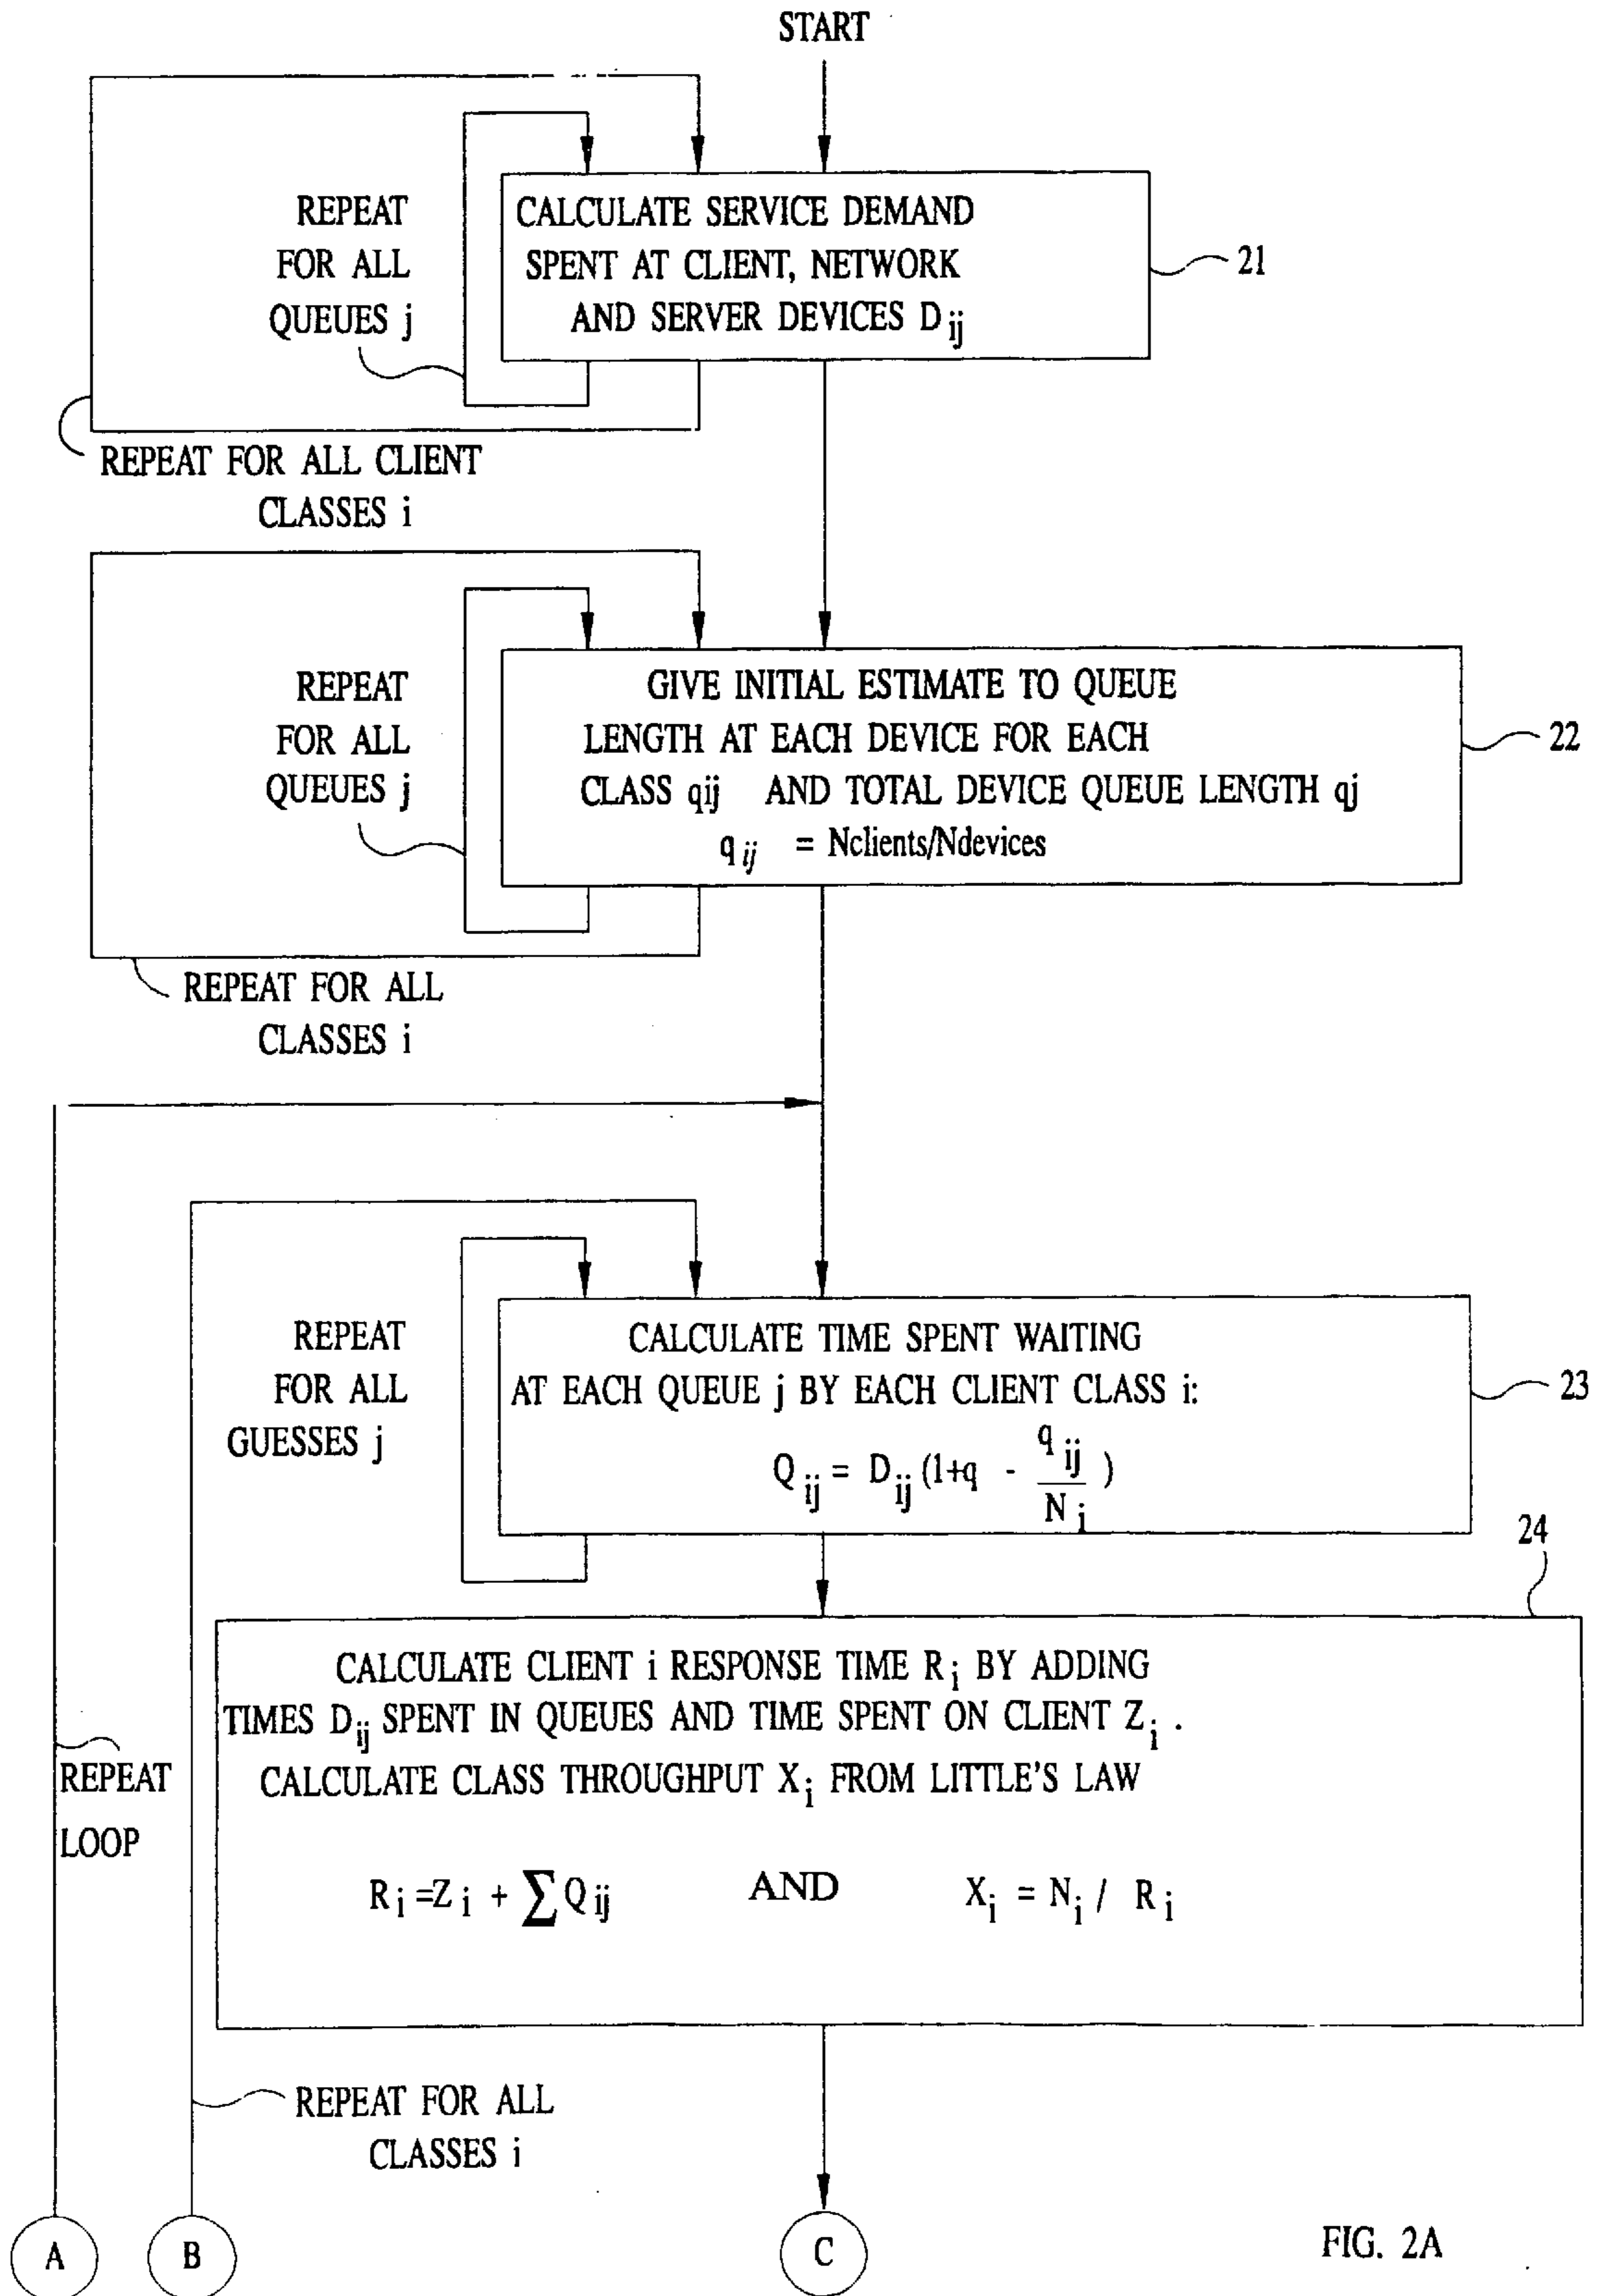 START
REPEAT
FOR ALL
QUEUES j
CALCULATE SERVICE DEMAND
SPENT AT CLIENT, NETWORK
AND SERVER DEVICES D ij
21
REPEAT FOR ALL CLIENT
CLASSES i
REPEAT
FOR ALL
QUEUES j
GIVE INITIAL ESTIMATE TO QUEUE
LENGTH AT EACH DEVICE FOR EACH
CLASS qij AND TOTAL DEVICE QUEUE LENGTH qj
q ij = Nclients/Ndevices
22
REPEAT FOR ALL
CLASSES i
REPEAT
FOR ALL
GUESSES j
CALCULATE TIME SPENT WAITING
AT EACH QUEUE j BY EACH CLIENT CLASS i:
Q ij = D ij (1+q - q ij / N i )
23
24
CALCULATE CLIENT i RESPONSE TIME R i BY ADDING
TIMES D ij SPENT IN QUEUES AND TIME SPENT ON CLIENT Z i .
CALCULATE CLASS THROUGHPUT X i FROM LITTLE'S LAW
R i =Z i + ∑ Q ij AND X i = N i / R i
REPEAT
LOOP
REPEAT FOR ALL
CLASSES i
A
B
C
FIG. 2A